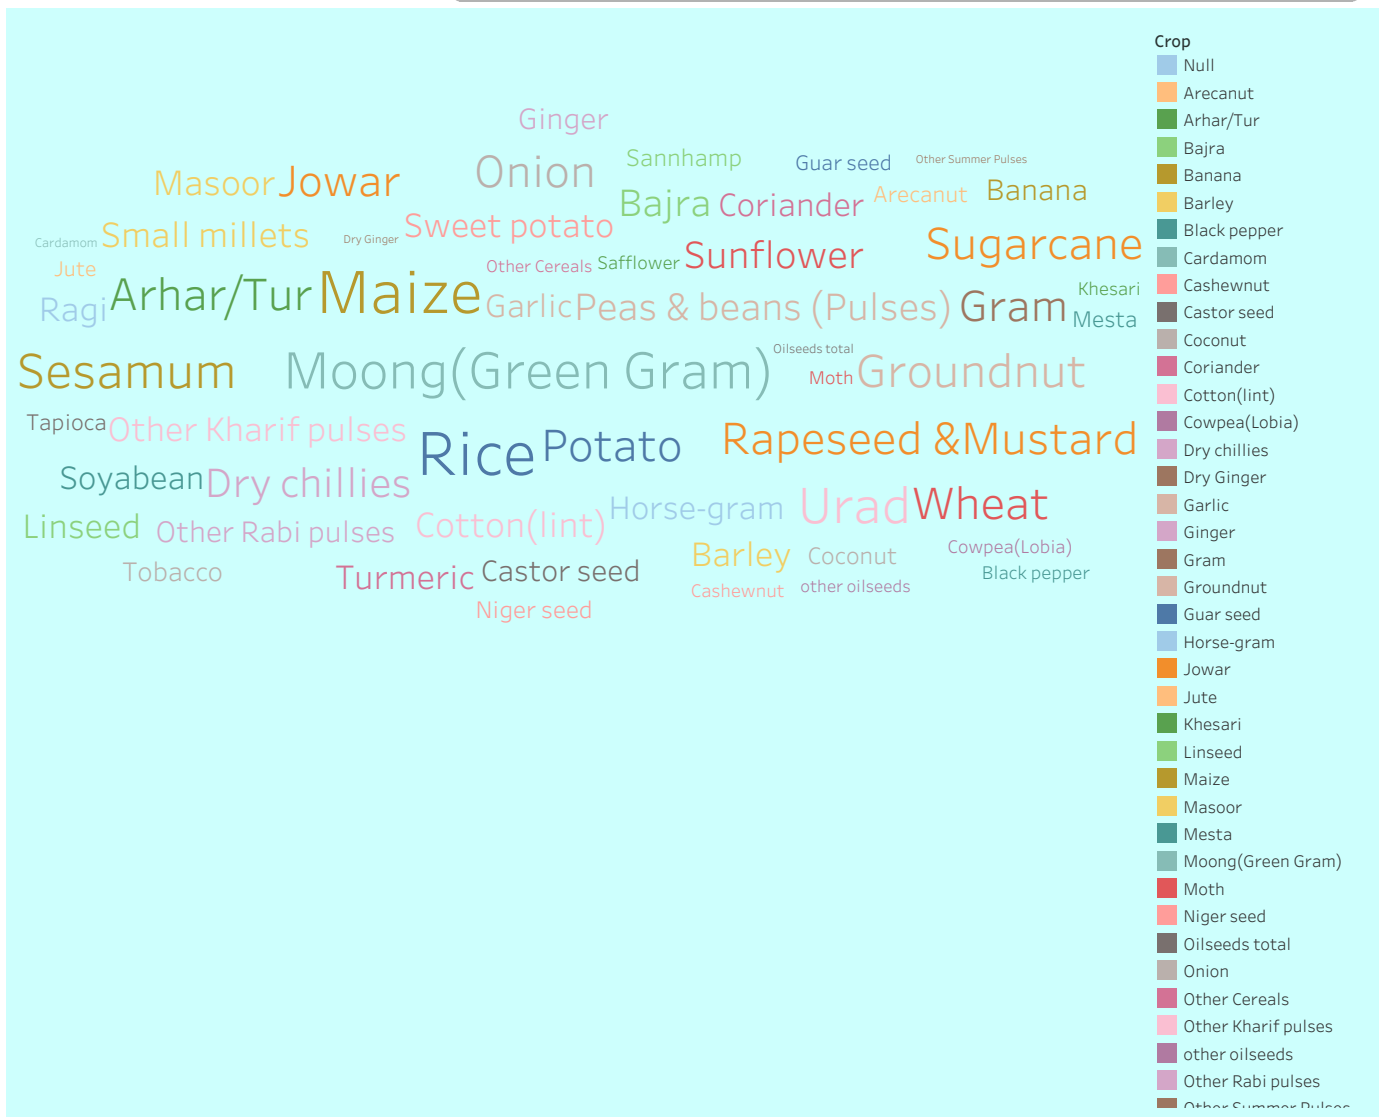 Ginger
Onion
Sannhamp
Guar seed
Other Summer Pulses
Masoor
Jowar
Bajra
Coriander
Arecanut
Banana
Cardamom
Small millets
Dry Ginger
Sweet potato
Sunflower
Sugarcane
Jute
Other Cereals
Safflower
Ragi
Arhar/Tur
Maize
Garlic
Peas & beans (Pulses)
Gram
Khesari
Mesta
Sesamum
Moong(Green Gram)
Oilseeds total
Moth
Groundnut
Tapioca
Other Kharif pulses
Rice
Potato
Rapeseed &Mustard
Soyabean
Dry chillies
Horse-gram
Urad
Wheat
Linseed
Other Rabi pulses
Cotton(lint)
Barley
Coconut
Cowpea(Lobia)
Tobacco
Turmeric
Castor seed
Cashewnut
other oilseeds
Black pepper
Niger seed
Crop
Null
Arecanut
Arhar/Tur
Bajra
Banana
Barley
Black pepper
Cardamom
Cashewnut
Castor seed
Coconut
Coriander
Cotton(lint)
Cowpea(Lobia)
Dry chillies
Dry Ginger
Garlic
Ginger
Gram
Groundnut
Guar seed
Horse-gram
Jowar
Jute
Khesari
Linseed
Maize
Masoor
Mesta
Moong(Green Gram)
Moth
Niger seed
Oilseeds total
Onion
Other Cereals
Other Kharif pulses
other oilseeds
Other Rabi pulses
Other Summer Pulses